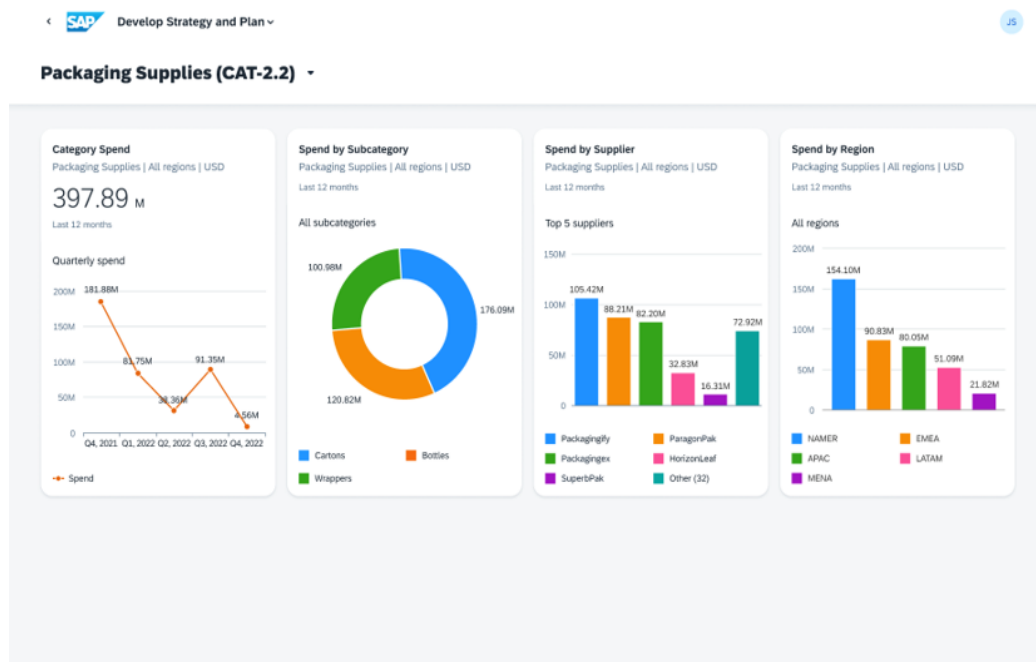 SAP Develop Strategy and Plan
JS
Packaging Supplies (CAT-2.2)
Category Spend
Packaging Supplies | All regions | USD
397.89 M
Last 12 months
Quarterly spend
200M
150M
100M
50M
0
181.88M
81.75M
91.35M
4.56M
Q4, 2021 Q1, 2022 Q2, 2022 Q3, 2022 Q4, 2022
Spend
Spend by Subcategory
Packaging Supplies | All regions | USD
Last 12 months
All subcategories
100.98M
176.09M
120.82M
Cartons Bottles
Wrappers
Spend by Supplier
Packaging Supplies | All regions | USD
Last 12 months
Top 5 suppliers
150M
100M
50M
0
105.42M
88.21M
82.20M
32.83M
16.31M
72.92M
Packagingify ParagonPak
Packagingex HorizonLeaf
SuperbPak Other (32)
Spend by Region
Packaging Supplies | All regions | USD
Last 12 months
All regions
200M
150M
100M
50M
0
154.10M
90.83M
80.05M
51.09M
21.82M
NAMER EMEA
APAC LATAM
MENA